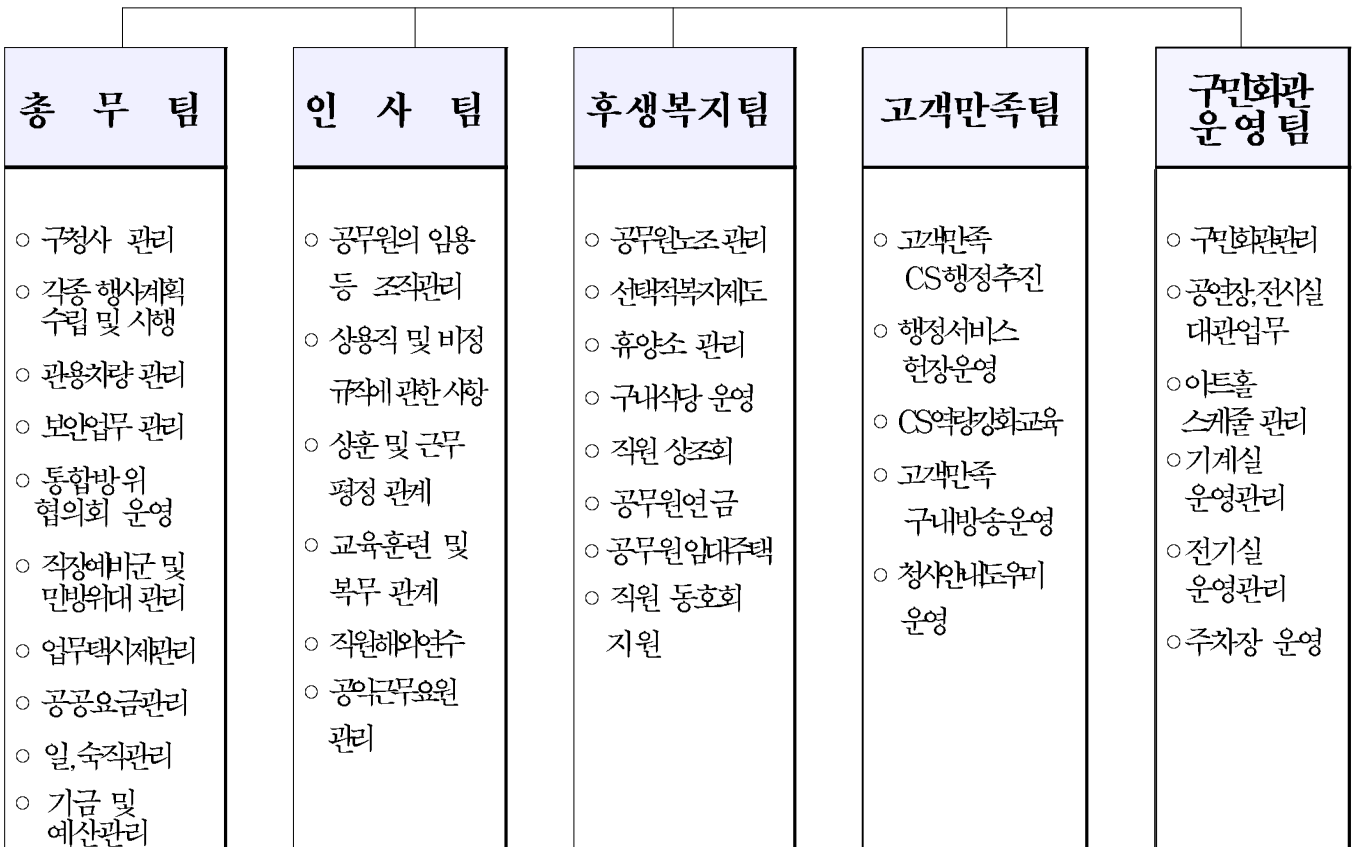 총 무 팀
○ 구청사 관리
○ 각종 행사계획
수립 및 시행
○ 관용차량 관리
○ 보안업무 관리
○ 통합방위
협의회 운영
○ 직장예비군 및
민방위대 관리
○ 업무택시제관리
○ 공공요금관리
○ 일,숙직관리
○ 기금 및
예산관리
인 사 팀
○ 공무원의 임용
등 조직관리
○ 상용직 및 비정
규직에 관한 사항
○ 상훈 및 근무
평정 관계
○ 교육훈련 및
복무 관계
○ 직원해외연수
○ 공익근무요원
관리
후생복지팀
○ 공무원노조 관리
○ 선택적복지제도
○ 휴양소 관리
○ 구내식당 운영
○ 직원 상조회
○ 공무원연금
○ 공무원임대주택
○ 직원 동호회
지원
고객만족팀
○ 고객만족
CS행정추진
○ 행정서비스
헌장운영
○ CS역량강화교육
○ 고객만족
구내방송운영
○ 청사안내도우미
운영
구민회관
운영팀
○ 구민회관관리
○ 공연장,전시실
대관업무
○ 아트홀
스케줄 관리
○ 기계실
운영관리
○ 전기실
운영관리
○ 주차장 운영